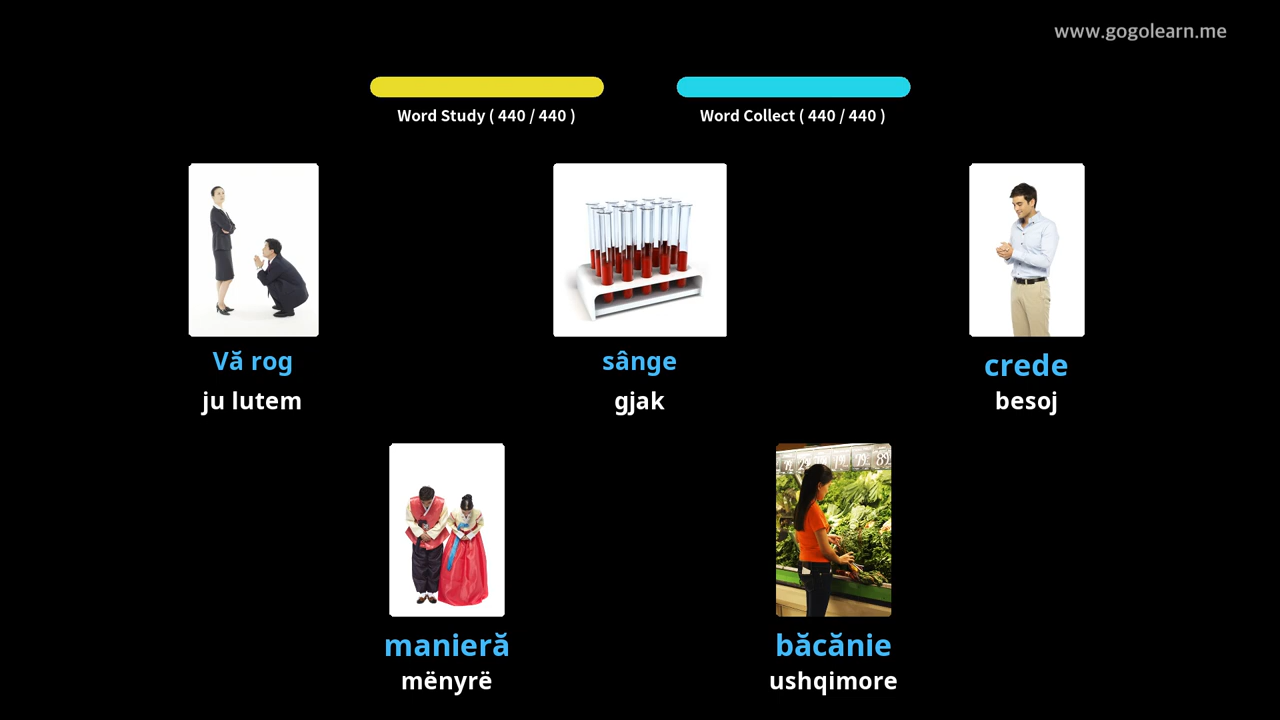 www.gogolearn.me
Word Study ( 440 / 440 )
Word Collect ( 440 / 440 )
Vă rog
ju lutem
sânge
gjak
crede
besoj
manieră
mënyrë
băcănie
ushqimore